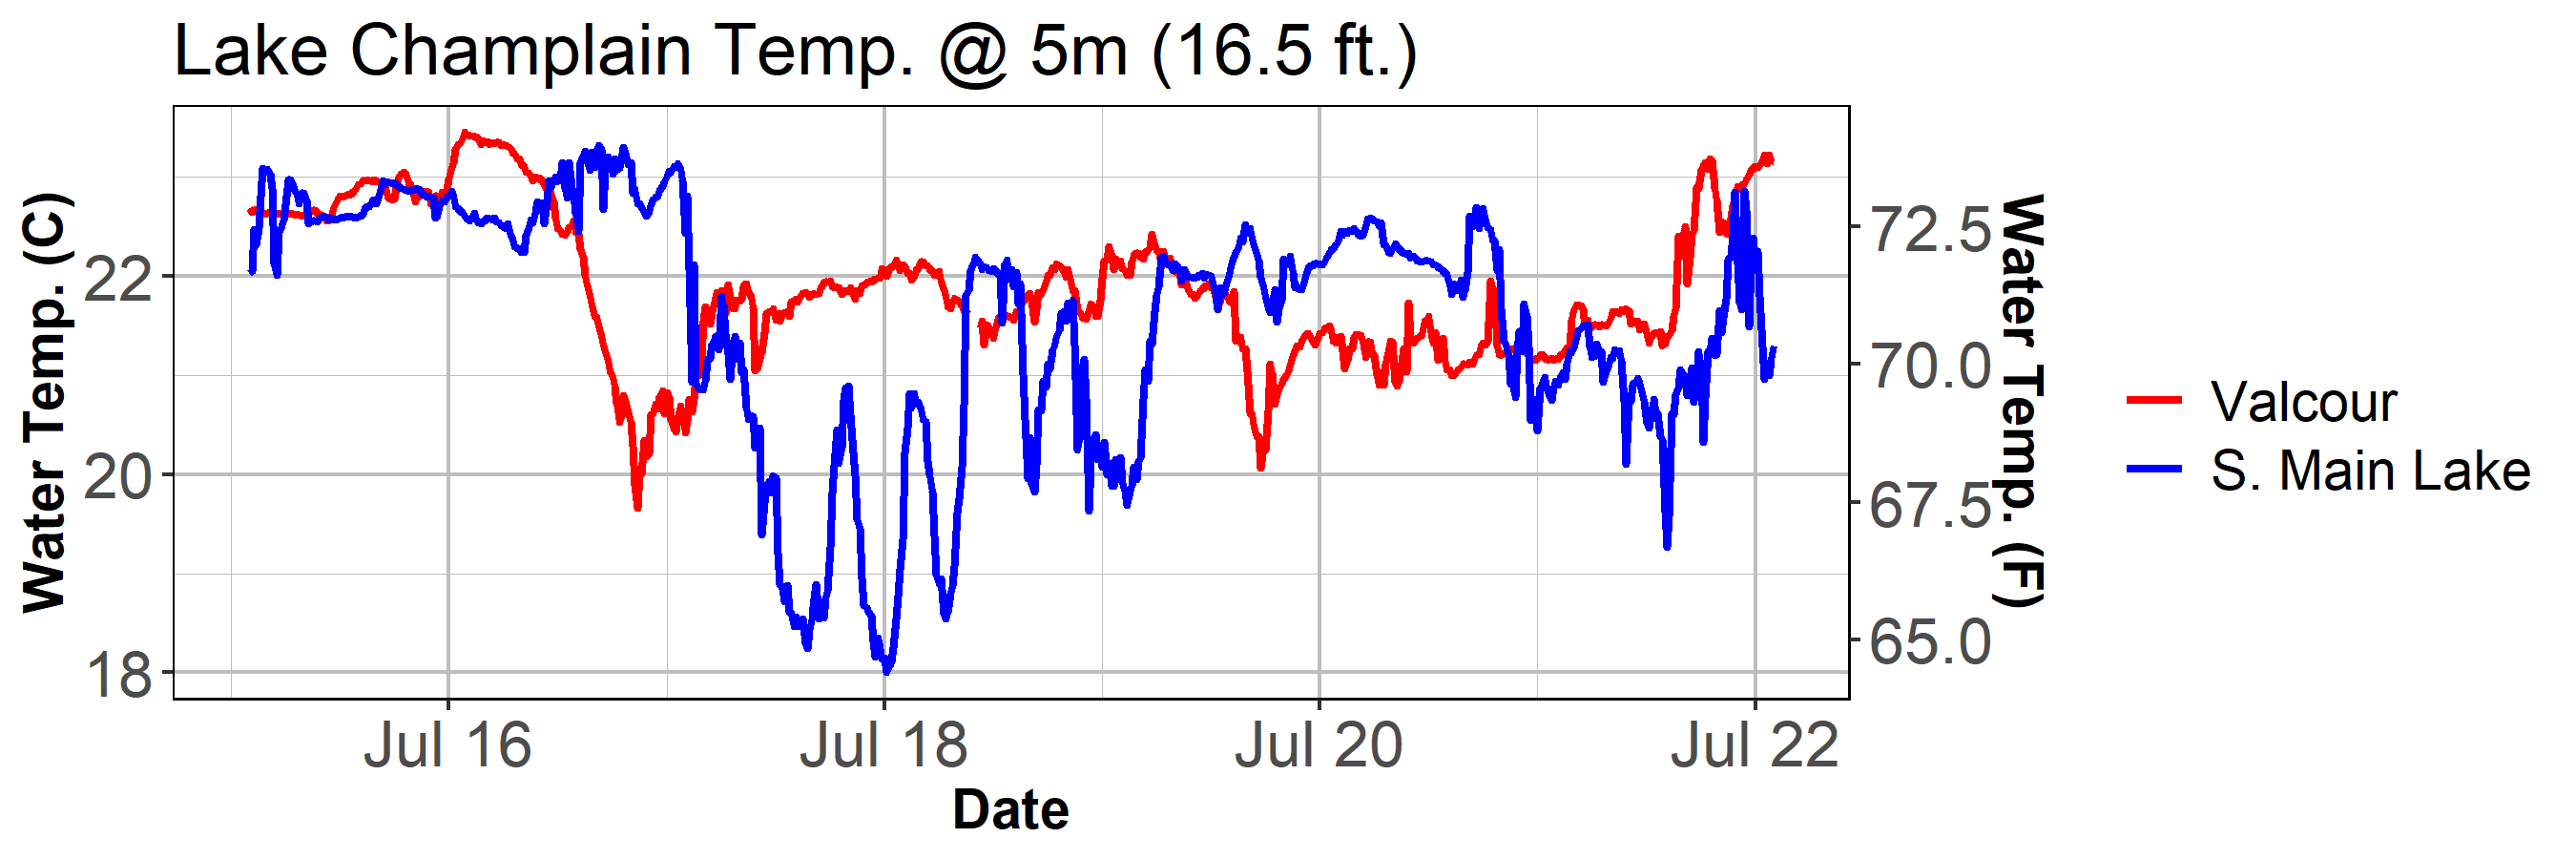 Lake Champlain Temp. @ 5m (16.5 ft.)
Water Temp. (C)
22
20
18
72.5
70.0
67.5
65.0
Water Temp. (F)
Jul 16
Jul 18
Jul 20
Jul 22
Date
Valcour
S. Main Lake